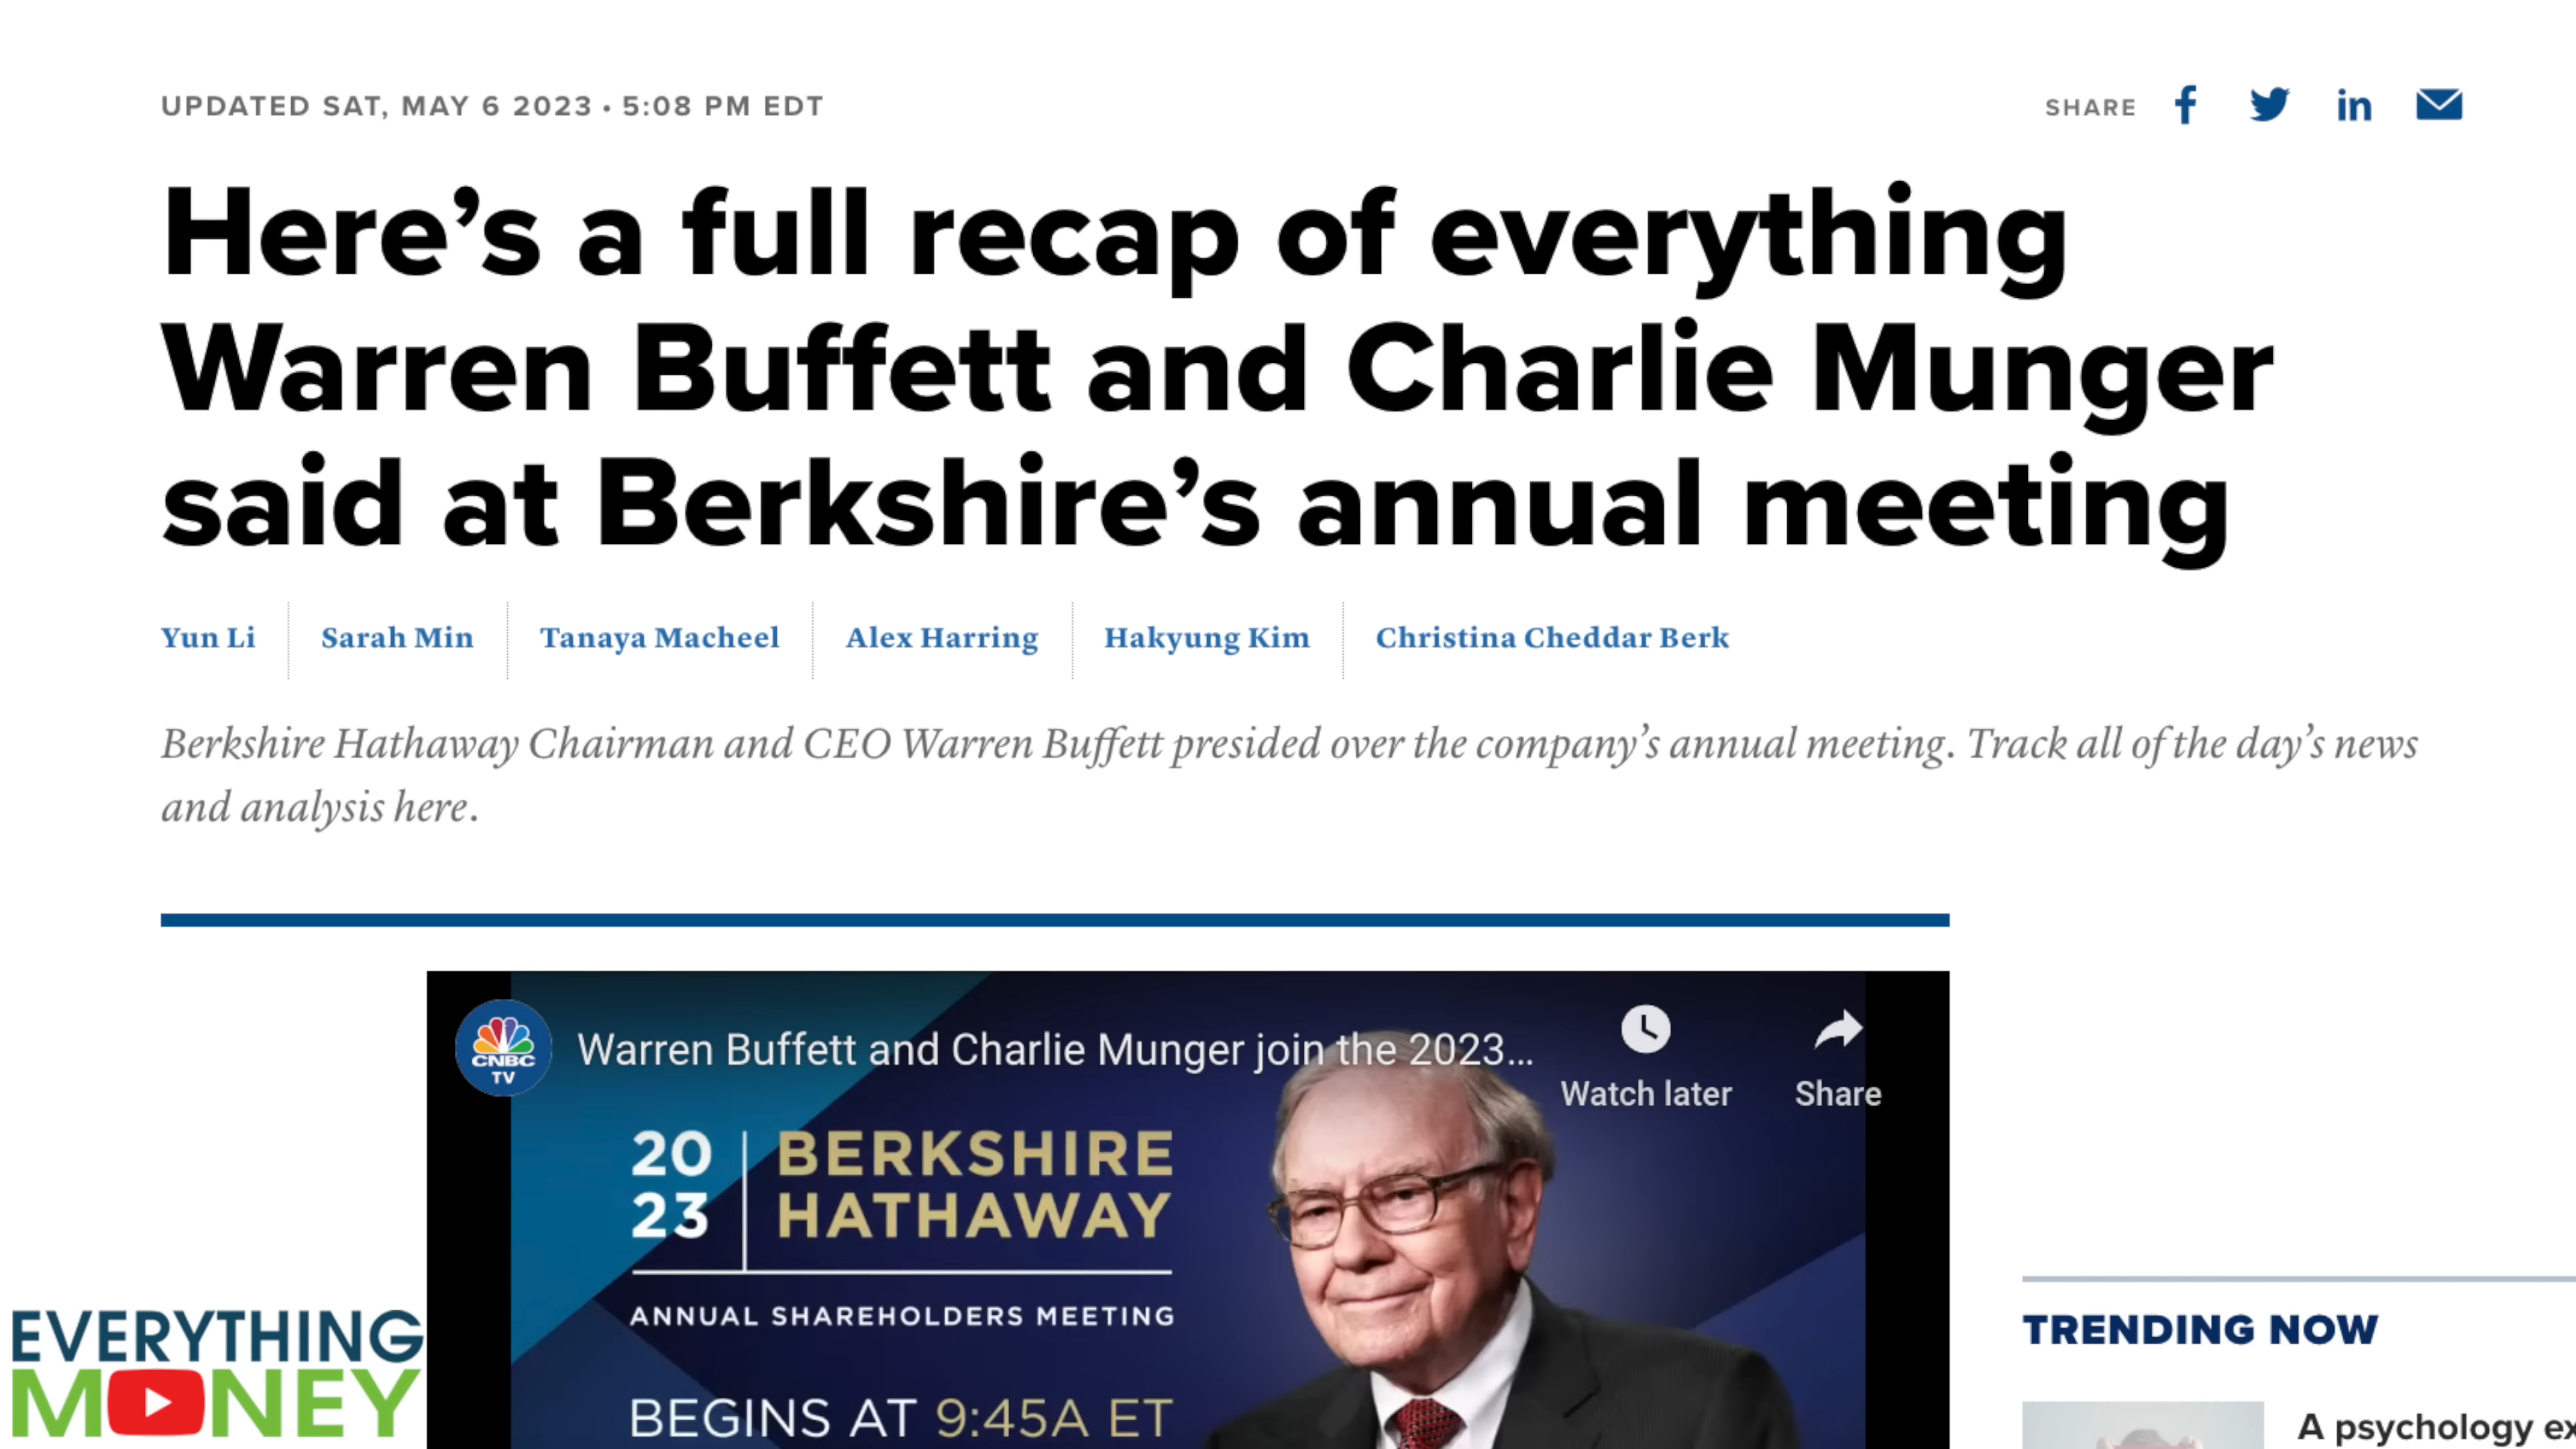 UPDATED SAT, MAY 6 2023 • 5:08 PM EDT
SHARE
Here’s a full recap of everything
Warren Buffett and Charlie Munger
said at Berkshire’s annual meeting
Yun Li
Sarah Min
Tanaya Macheel
Alex Harring
Hakyung Kim
Christina Cheddar Berk
Berkshire Hathaway Chairman and CEO Warren Buffett presided over the company’s annual meeting. Track all of the day’s news
and analysis here.
CNBC
TV
Warren Buffett and Charlie Munger join the 2023...
Watch later
Share
20
23
BERKSHIRE
HATHAWAY
ANNUAL SHAREHOLDERS MEETING
BEGINS AT 9:45A ET
EVERYTHING
MONEY
TRENDING NOW
A psychology